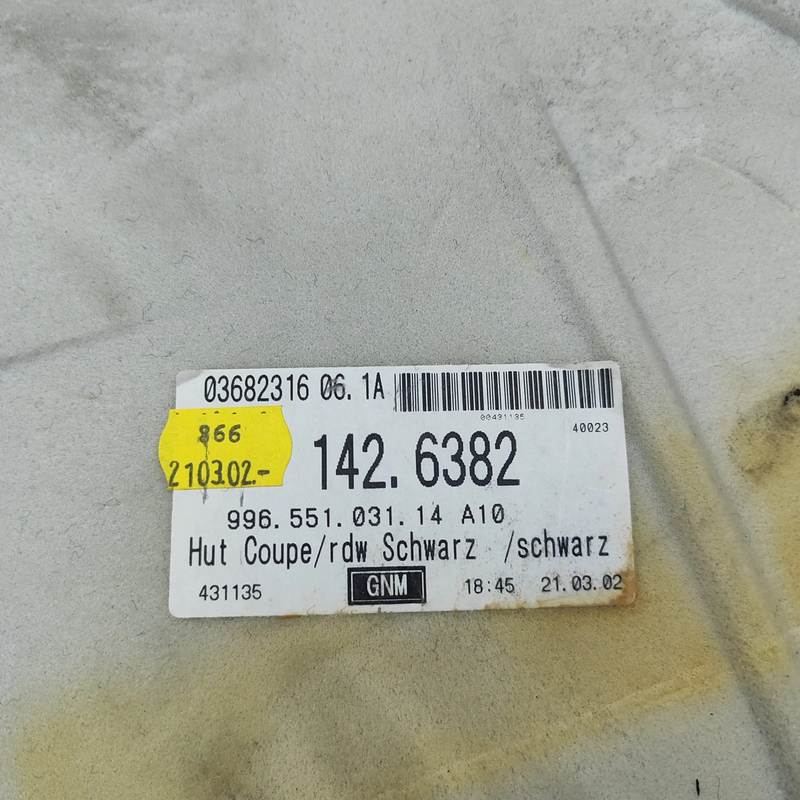 03682316 06.1A
00431135
40023
866
210302.-
142.6382
996.551.031.14 A10
Hut Coupe/rdw Schwarz /schwarz
431135 GNM 18:45 21.03.02